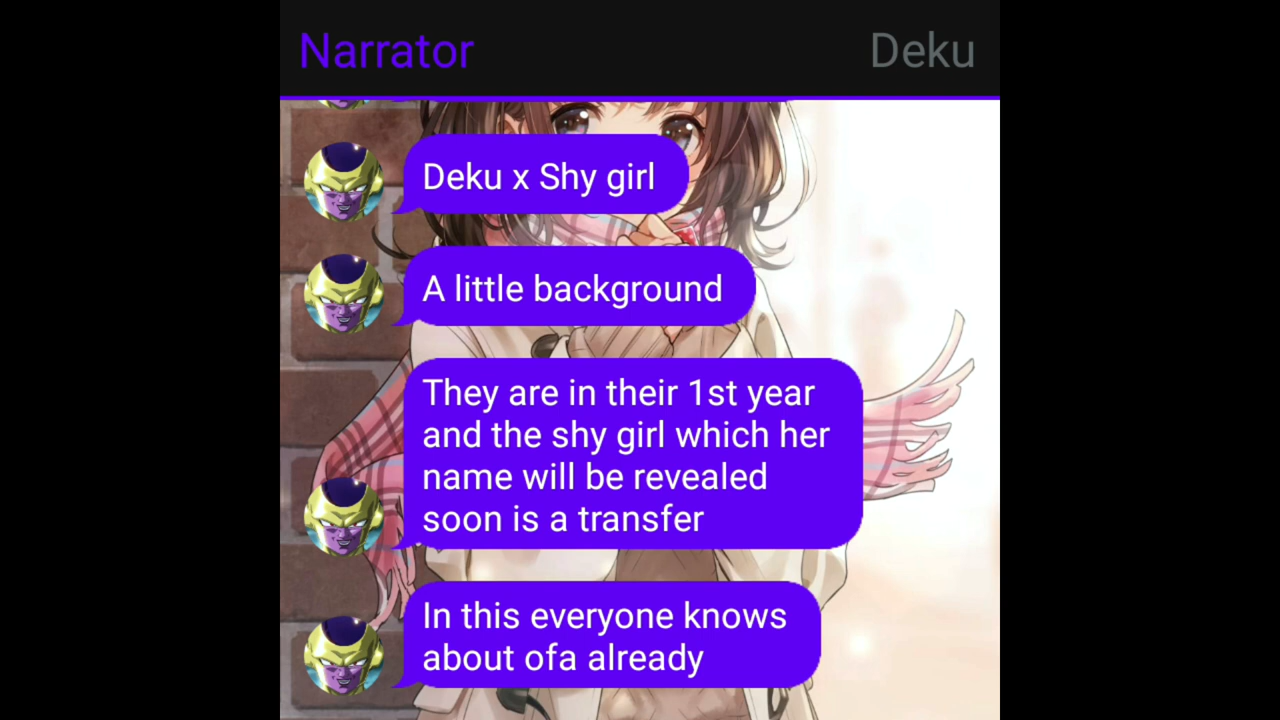 Narrator
Deku
Deku x Shy girl
A little background
They are in their 1st year
and the shy girl which her
name will be revealed
soon is a transfer
In this everyone knows
about ofa already